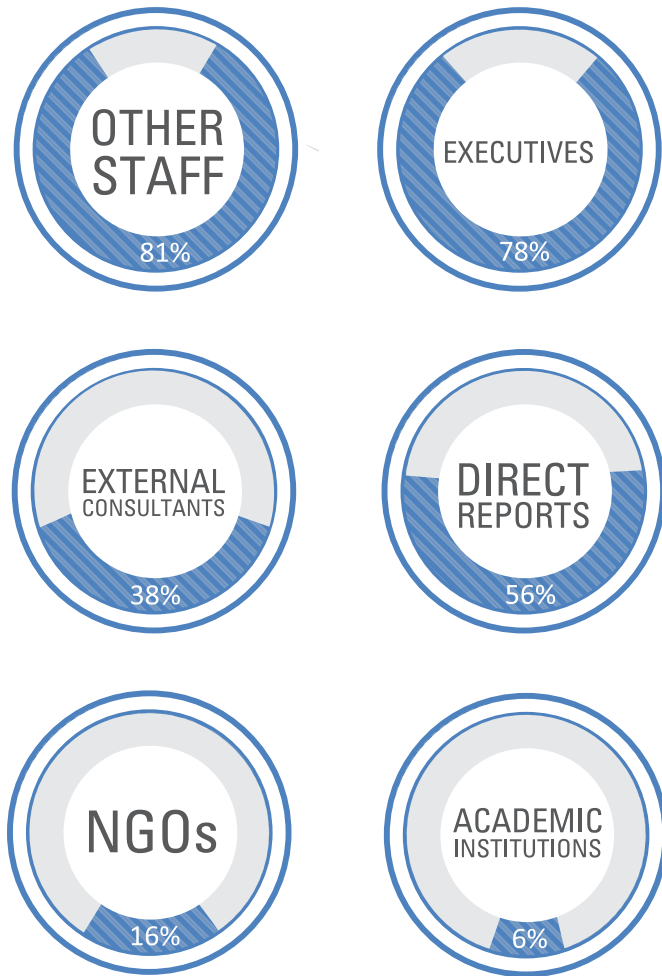 OTHER
STAFF
81%
EXECUTIVES
78%
EXTERNAL
CONSULTANTS
38%
DIRECT
REPORTS
56%
NGOs
16%
ACADEMIC
INSTITUTIONS
6%